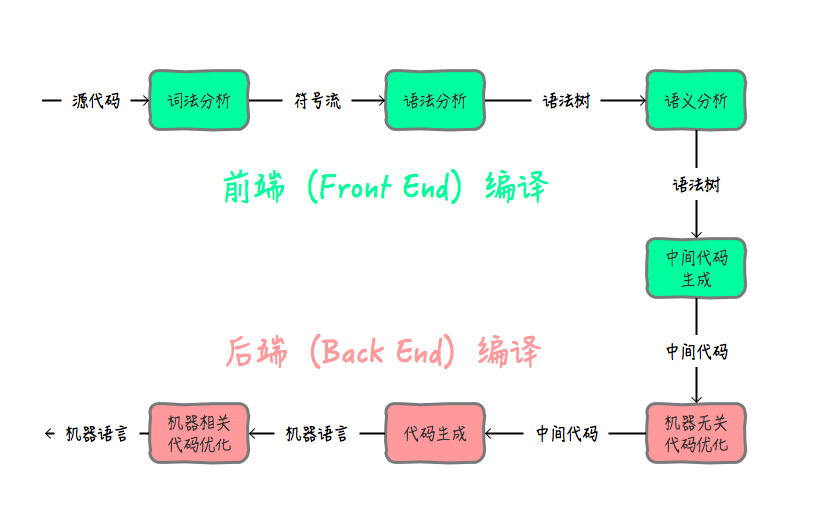 源代码
词法分析
符号流
语法分析
语法树
语义分析
前端（Front End）编译
语法树
中间代码
生成
后端（Back End）编译
中间代码
机器语言
机器相关
代码优化
机器语言
代码生成
中间代码
机器无关
代码优化